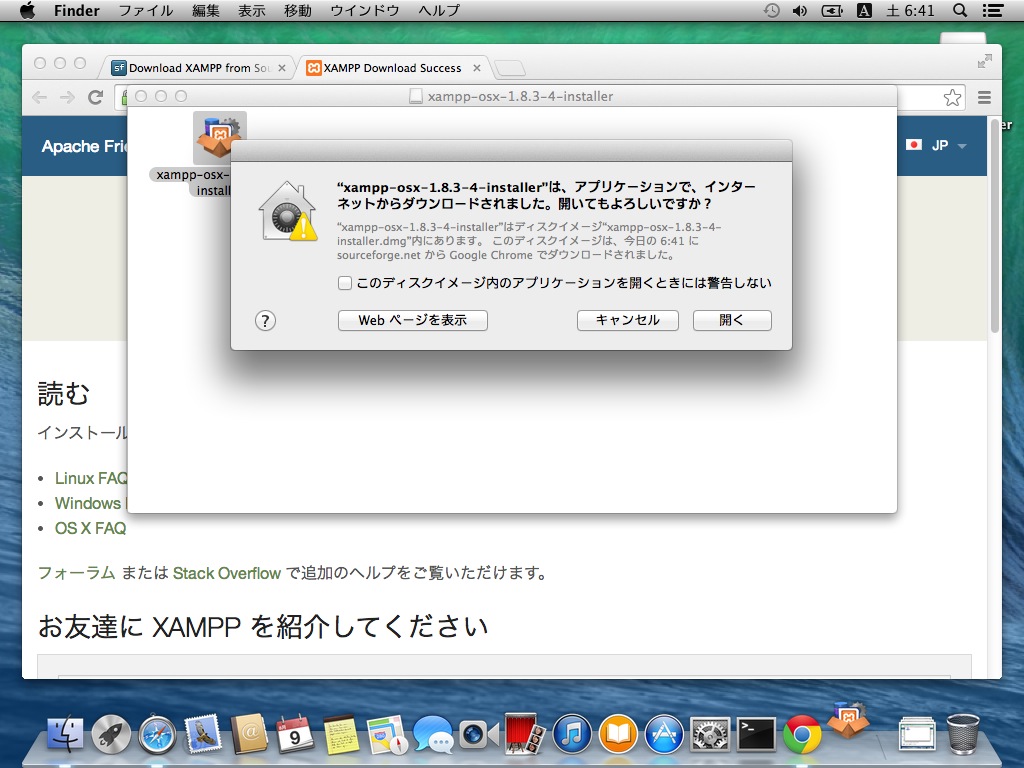 Finder ファイル 編集 表示 移動 ウインドウ ヘルプ A 土 6:41
sf Download XAMPP from Sou × XAMPP Download Success ×
xampp-osx-1.8.3-4-installer
Apache Frie
JP
er
xampp-osx-
install
“xampp-osx-1.8.3-4-installer”は、アプリケーションで、インター
ネットからダウンロードされました。開いてもよろしいですか？
“xampp-osx-1.8.3-4-installer”はディスクイメージ“xampp-osx-1.8.3-4-
installer.dmg”内にあります。 このディスクイメージは、今日の 6:41 に
sourceforge.net から Google Chrome でダウンロードされました。
このディスクイメージ内のアプリケーションを開くときには警告しない
? Web ページを表示 キャンセル 開く
読む
インストール
• Linux FAQ
• Windows
• OS X FAQ
フォーラム または Stack Overflow で追加のヘルプをご覧いただけます。
お友達に XAMPP を紹介してください
9